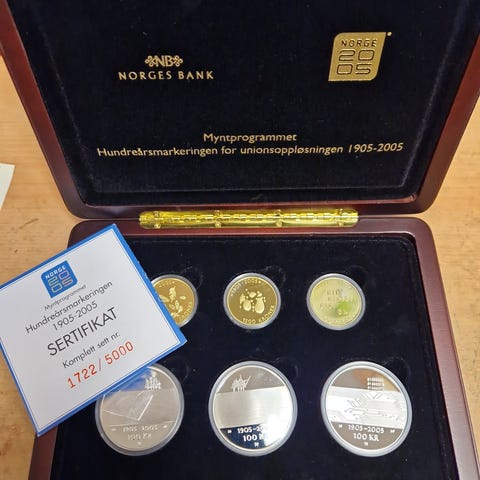 NB
NORGES BANK
NORGE
20
05
Myntprogrammet
Hundreårsmarkeringen for unionsoppløsningen 1905-2005
NORGE
20
05
Myntprogrammet
Hundreårsmarkeringen
1905-2005
SERTIFIKAT
Komplett sett nr.
1722/5000
1905-2005
100 KR
1905-2005
100 KR
1905-2005
100 KR